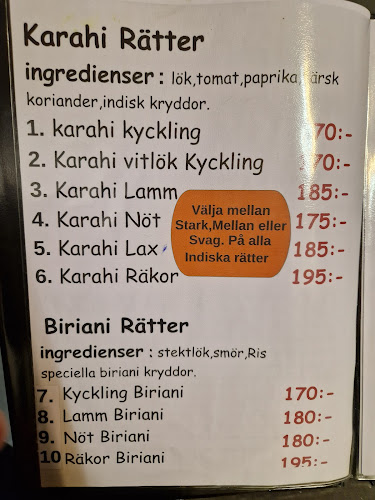 Karahi Rätter
ingredienser : lök,tomat,paprika,färsk
koriander,indisk kryddor.
1. karahi kyckling 70:-
2. Karahi vitlök Kyckling 70:-
3 Karahi Lamm 185:-
4 Karahi Nöt 175:-
5 Karahi Lax 185:-
6. Karahi Räkor 195:-
Välja mellan
Stark,Mellan eller
Svag. På alla
Indiska rätter
Biriani Rätter
ingredienser : stektlök,smör,Ris
speciella biriani kryddor.
7. Kyckling Biriani 170:-
8. Lamm Biriani 180:-
9. Nöt Biriani 180:-
10 Räkor Biriani 195:-